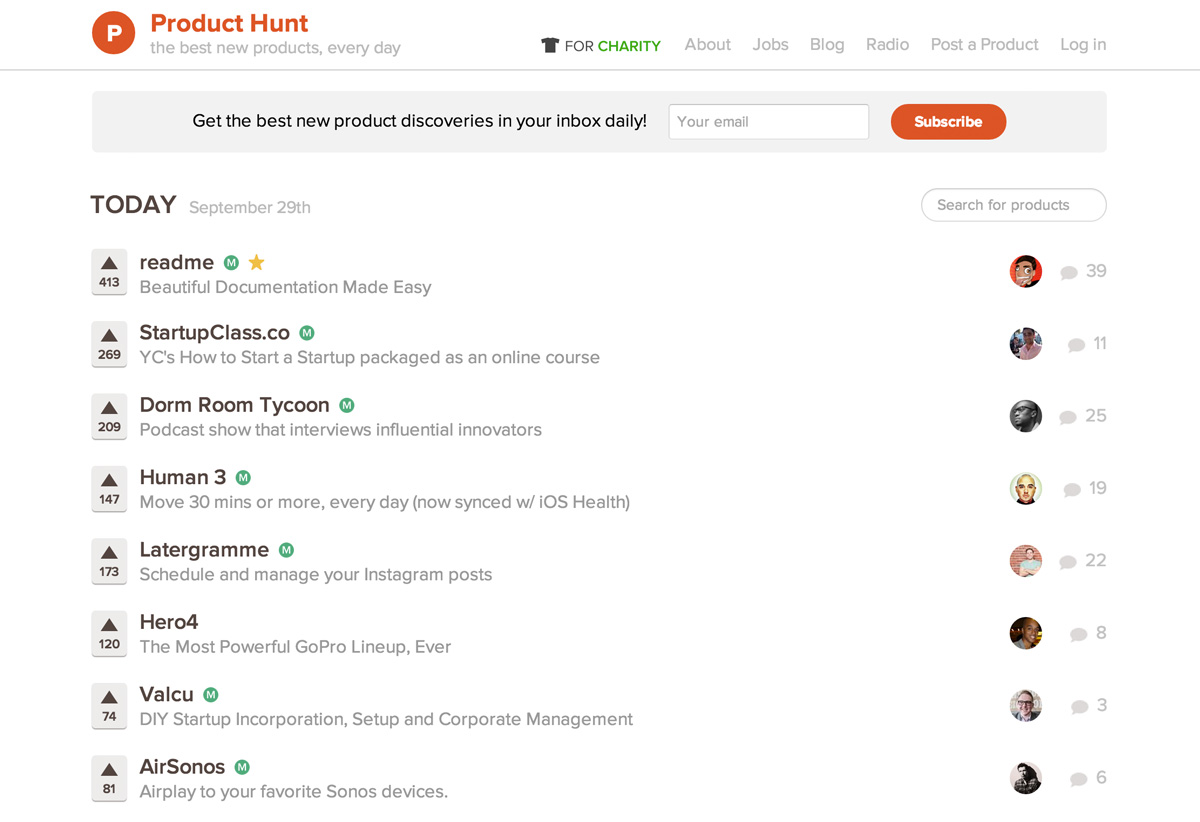 P
Product Hunt
the best new products, every day
FOR CHARITY About Jobs Blog Radio Post a Product Log in
Get the best new product discoveries in your inbox daily! Your email Subscribe
TODAY September 29th Search for products
readme M
413 39
Beautiful Documentation Made Easy
StartupClass.co M
269 11
YC's How to Start a Startup packaged as an online course
Dorm Room Tycoon M
209 25
Podcast show that interviews influential innovators
Human 3 M
147 19
Move 30 mins or more, every day (now synced w/ iOS Health)
Latergramme M
173 22
Schedule and manage your Instagram posts
Hero4
120 8
The Most Powerful GoPro Lineup, Ever
Valcu M
74 3
DIY Startup Incorporation, Setup and Corporate Management
AirSonos M
81 6
Airplay to your favorite Sonos devices.